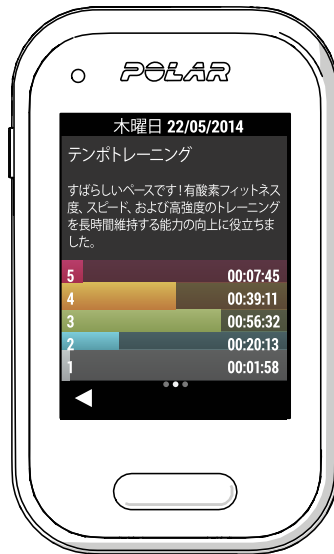 POLAR
木曜日 22/05/2014
テンポトレーニング
すばらしいペースです!有酸素フィットネス
度、スピード、および高強度のトレーニング
を長時間維持する能力の向上に役立ちま
した。
5 00:07:45
4 00:39:11
3 00:56:32
2 00:20:13
1 00:01:58